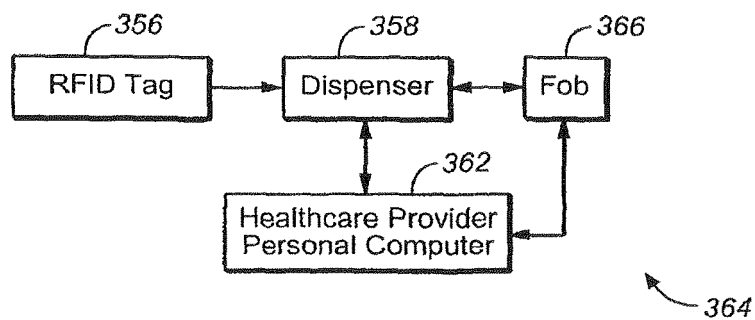 356
358
366
RFID Tag
Dispenser
Fob
362
Healthcare Provider
Personal Computer
364